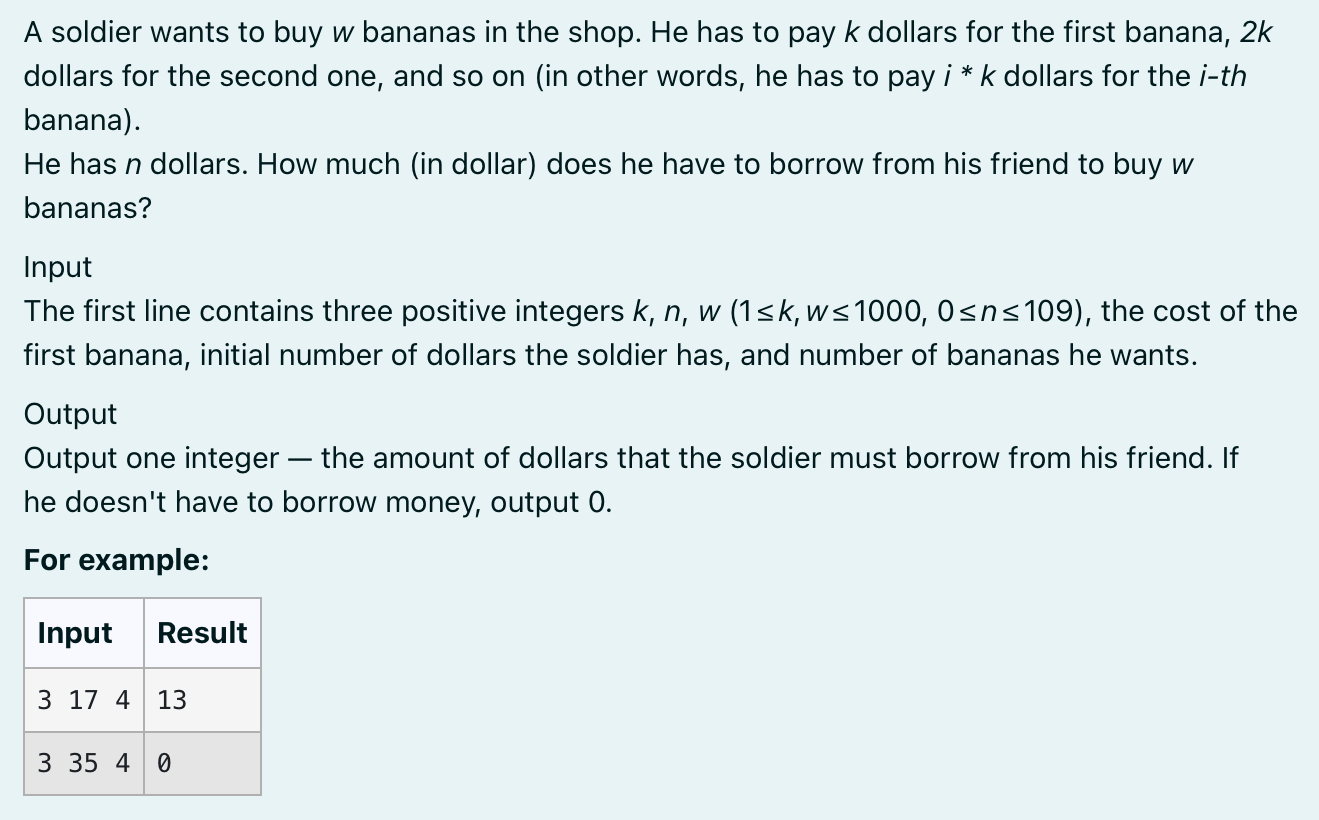 A soldier wants to buy w bananas in the shop. He has to pay k dollars for the first banana, 2k
dollars for the second one, and so on (in other words, he has to pay i * k dollars for the i-th
banana).
He has n dollars. How much (in dollar) does he have to borrow from his friend to buy w
bananas?
Input
The first line contains three positive integers k, n, w (1≤k, w≤1000, 0≤n≤109), the cost of the
first banana, initial number of dollars the soldier has, and number of bananas he wants.
Output
Output one integer — the amount of dollars that the soldier must borrow from his friend. If
he doesn't have to borrow money, output 0.
For example:
Input Result
3 17 4 13
3 35 4 0